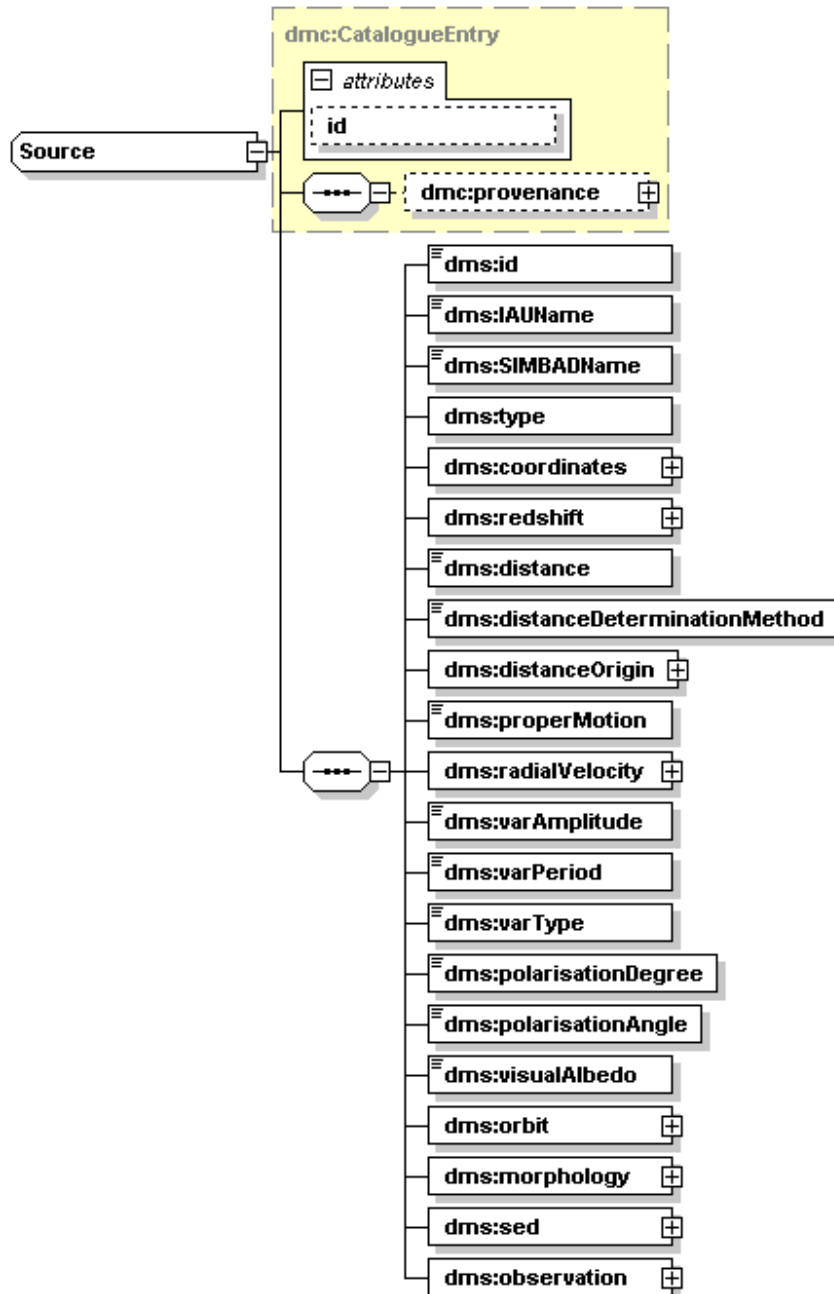 dmc:CatalogueEntry
attributes
id
Source
dmc:provenance
dms:id
dms:IAUName
dms:SIMBADName
dms:type
dms:coordinates
dms:redshift
dms:distance
dms:distanceDeterminationMethod
dms:distanceOrigin
dms:properMotion
dms:radialVelocity
dms:varAmplitude
dms:varPeriod
dms:varType
dms:polarisationDegree
dms:polarisationAngle
dms:visualAlbedo
dms:orbit
dms:morphology
dms:sed
dms:observation